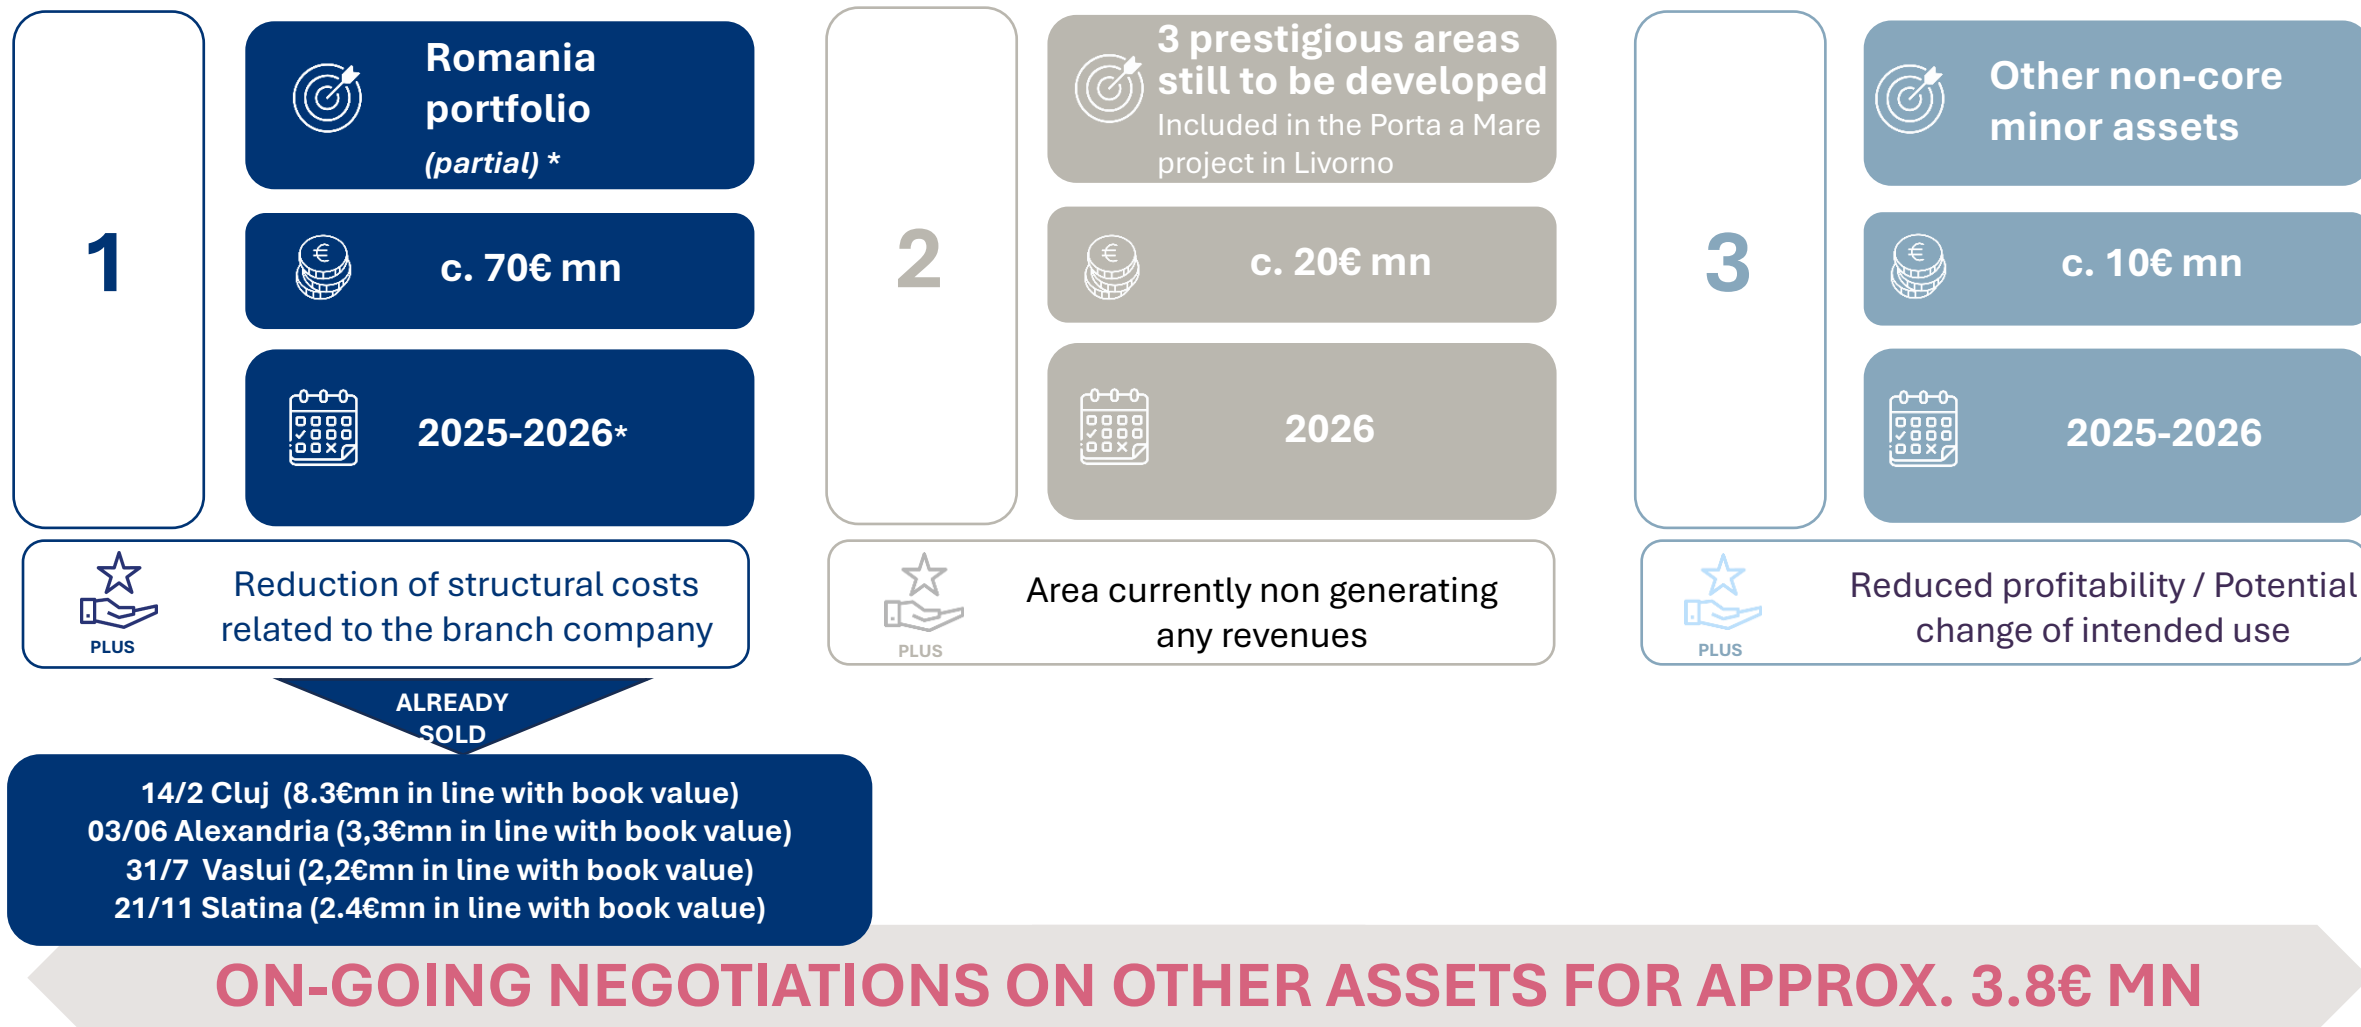 1
Romania
portfolio
(partial) *
c. 70€ mn
2025-2026*
PLUS
Reduction of structural costs
related to the branch company
ALREADY
SOLD
14/2 Cluj  (8.3€mn in line with book value)
03/06 Alexandria (3,3€mn in line with book value)
31/7  Vaslui (2,2€mn in line with book value)
21/11 Slatina (2.4€mn in line with book value)
2
3 prestigious areas
still to be developed
Included in the Porta a Mare
project in Livorno
c. 20€ mn
2026
PLUS
Area currently non generating
any revenues
3
Other non-core
minor assets
c. 10€ mn
2025-2026
PLUS
Reduced profitability / Potential
change of intended use
ON-GOING NEGOTIATIONS ON OTHER ASSETS FOR APPROX. 3.8€ MN